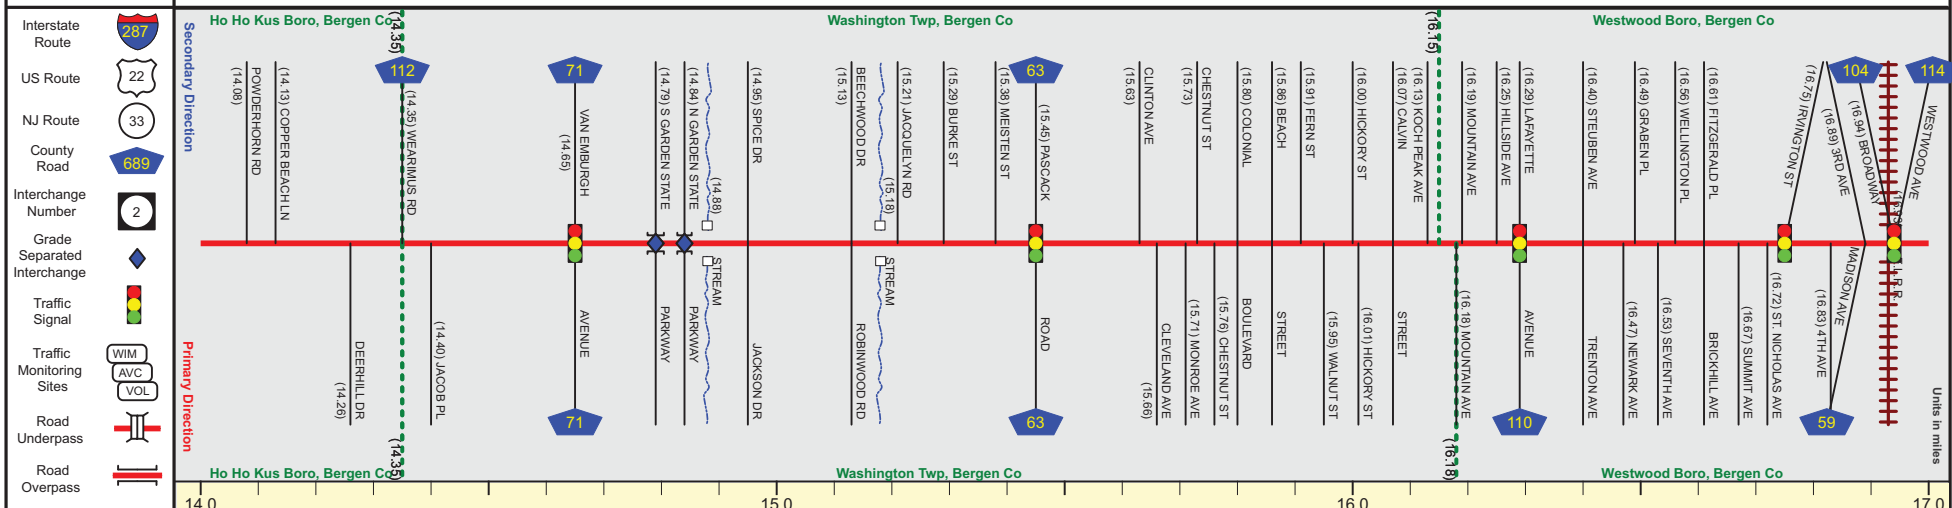 Interstate
Route
287
US Route
22
NJ Route
33
County
Road
689
Interchange
Number
2
Grade
Separated
Interchange
Traffic
Signal
Traffic
Monitoring
Sites
WIM
AVC
VOL
Road
Underpass
Road
Overpass
Secondary Direction
Primary Direction
Ho Ho Kus Boro, Bergen Co
(14.35)
Washington Twp, Bergen Co
(16.15)
Westwood Boro, Bergen Co
112
71
63
104
114
(14.08)
POWDERHORN RD
(14.13) COPPER BEACH LN
(14.35) WEARIMUS RD
VAN EMBURGH
(14.65)
(14.79) S GARDEN STATE
(14.84) N GARDEN STATE
(14.88)
(14.95) SPICE DR
(15.13)
BEECHWOOD DR
(15.18)
(15.21) JACQUELYN RD
(15.29) BURKE ST
(15.38) MEISTEN ST
(15.45) PASCACK
(15.63)
CLINTON AVE
(15.73)
CHESTNUT ST
(15.80) COLONIAL
(15.86) BEACH
(15.91) FERN ST
(16.00) HICKORY ST
(16.07) CALVIN
(16.13) KOCH PEAK AVE
(16.19) MOUNTAIN AVE
(16.25) HILLSIDE AVE
(16.29) LAFAYETTE
(16.40) STEUBEN AVE
(16.49) GRABEN PL
(16.56) WELLINGTON PL
(16.61) FITZGERALD PL
(16.75) IRVINGTON ST
(16.89) 3RD AVE
(16.94) BROADWAY
WESTWOOD AVE
DEERHILL DR
(14.26)
(14.40) JACOB PL
AVENUE
PARKWAY
PARKWAY
STREAM
JACKSON DR
ROBINWOOD RD
STREAM
ROAD
CLEVELAND AVE
(15.66)
(15.71) MONROE AVE
(15.76) CHESTNUT ST
BOULEVARD
STREET
(15.95) WALNUT ST
(16.01) HICKORY ST
STREET
(16.18) MOUNTAIN AVE
AVENUE
TRENTON AVE
(16.47) NEWARK AVE
(16.53) SEVENTH AVE
BRICKHILL AVE
(16.67) SUMMIT AVE
(16.72) ST. NICHOLAS AVE
(16.83) 4TH AVE
MADISON AVE
71
63
110
59
Units in miles
Ho Ho Kus Boro, Bergen Co
(14.35)
Washington Twp, Bergen Co
(16.18)
Westwood Boro, Bergen Co
14.0
15.0
16.0
17.0